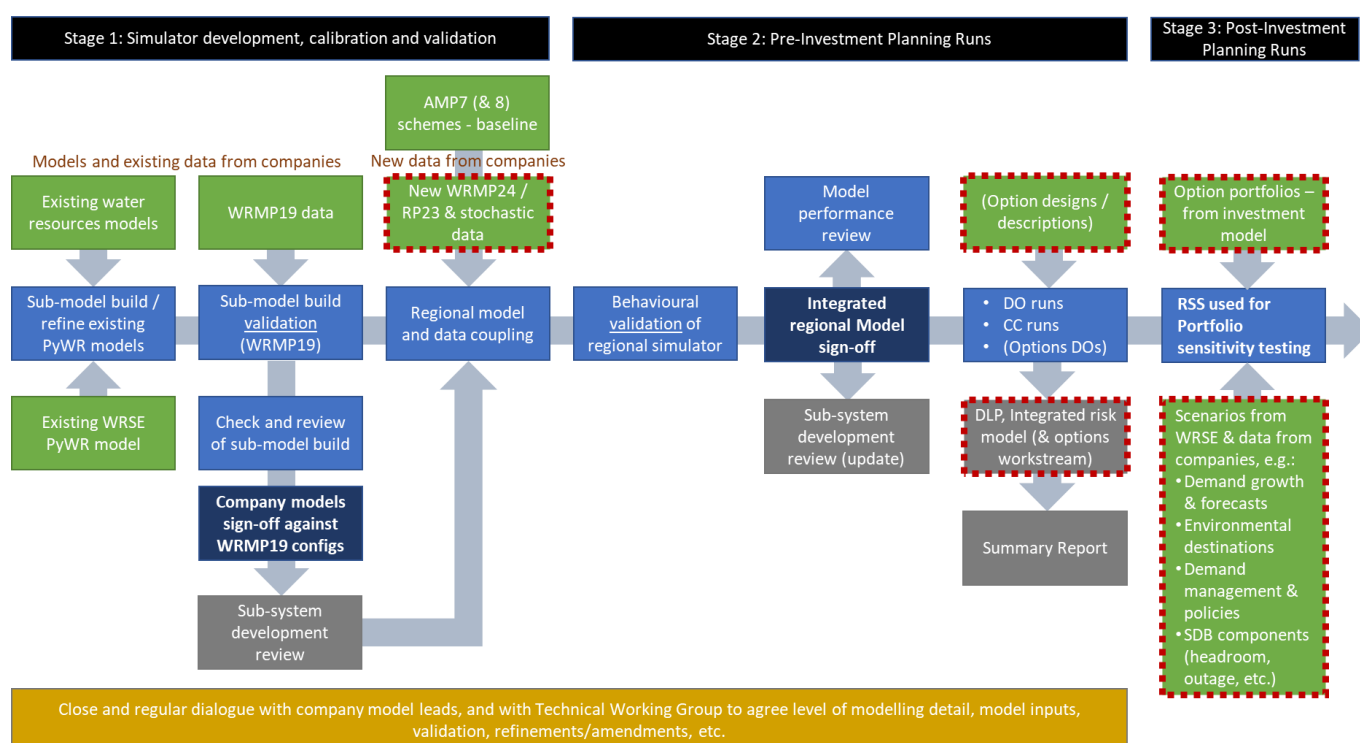 Stage 1: Simulator development, calibration and validation
Stage 2: Pre-Investment Planning Runs
Stage 3: Post-Investment
Planning Runs
AMP7 (& 8)
schemes - baseline
Models and existing data from companies
New data from companies
Existing water
resources models
WRMP19 data
New WRMP24 /
RP23 & stochastic
data
Model
performance
review
(Option designs /
descriptions)
Option portfolios –
from investment
model
Sub-model build /
refine existing
PyWR models
Sub-model build
validation
(WRMP19)
Regional model
and data coupling
Behavioural
validation of
regional simulator
Integrated
regional Model
sign-off
• DO runs
• CC runs
• (Options DOs)
RSS used for
Portfolio
sensitivity testing
Existing WRSE
PyWR model
Check and review
of sub-model build
Sub-system
development
review (update)
DLP, Integrated risk
model (& options
workstream)
Scenarios from
WRSE & data from
companies, e.g.:
• Demand growth
& forecasts
• Environmental
destinations
• Demand
management &
policies
• SDB components
(headroom,
outage, etc.)
Company models
sign-off against
WRMP19 configs
Summary Report
Sub-system
development
review
Close and regular dialogue with company model leads, and with Technical Working Group to agree level of modelling detail, model inputs,
validation, refinements/amendments, etc.